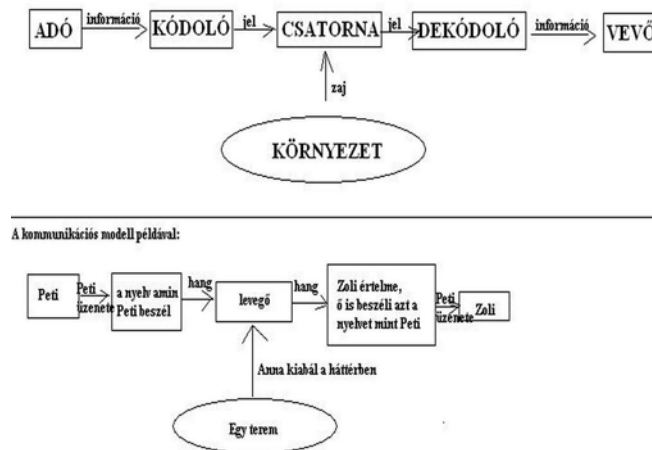 ADÓ információ KÓDOLÓ jel CSATORNA jel DEKÓDOLÓ információ VEVŐ
zaj
KÖRNYEZET
A kommunikációs modell példával:
Peti
Peti
üzenete
a nyelv amin
Peti beszél
hang
levegő
hang
Zoli értelme,
ő is beszéli azt a
nyelvet mint Peti
Peti
üzenete
Zoli
Anna kiabál a háttérben
Egy terem